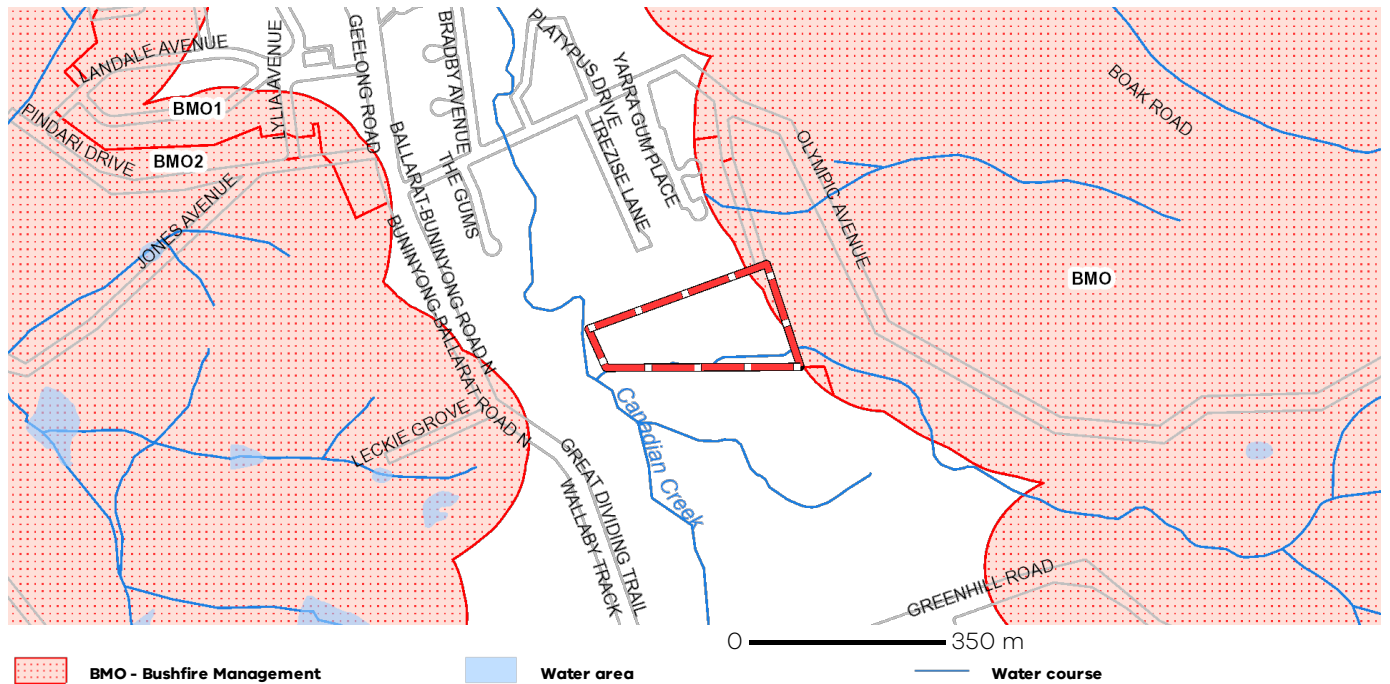 LANDALE AVENUE
LYLIA AVENUE
GEELONG ROAD
BRADBY AVENUE
PLATYPUS DRIVE
YARRA GUM PLACE
BOAK ROAD
BMO1
PINDARI DRIVE
BMO2
TREZISE LANE
OLYMPIC AVENUE
THE GUMS
JONES AVENUE
BALLARAT-BUNINYONG ROAD N
BUNINYONG-BALLARAT ROAD N
BMO
LECKIE GROVE
Canadian Creek
GREAT DIVIDING TRAIL
WALLABY TRACK
GREENHILL ROAD
0 350 m
BMO - Bushfire Management
Water area
Water course